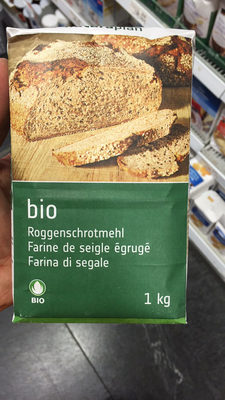 bio
Roggenschrotmehl
Farine de seigle égrugé
Farina di segale
BIO
1 kg